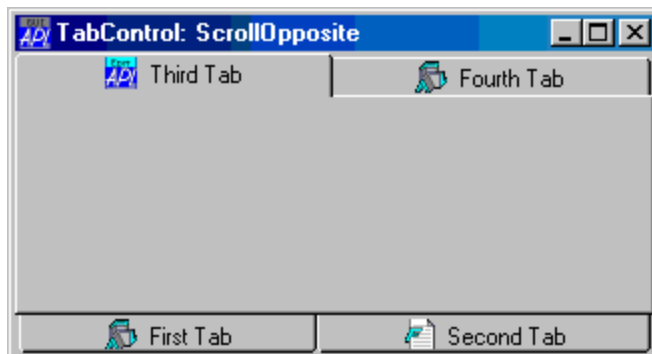 TabControl: ScrollOpposite
Third Tab
Fourth Tab
First Tab
Second Tab